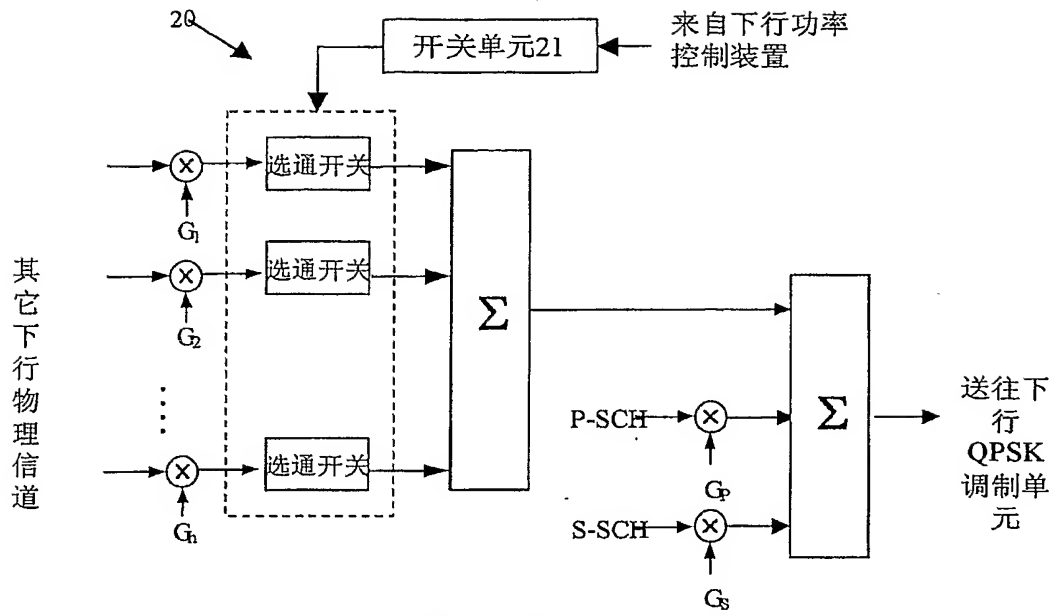 20
开关单元21
来自下行功率
控制装置
选通开关
G1
选通开关
G2
其它下行物理信道
Σ
选通开关
Gn
P-SCH
GP
S-SCH
GS
Σ
送往下
行
QPSK
调制单
元